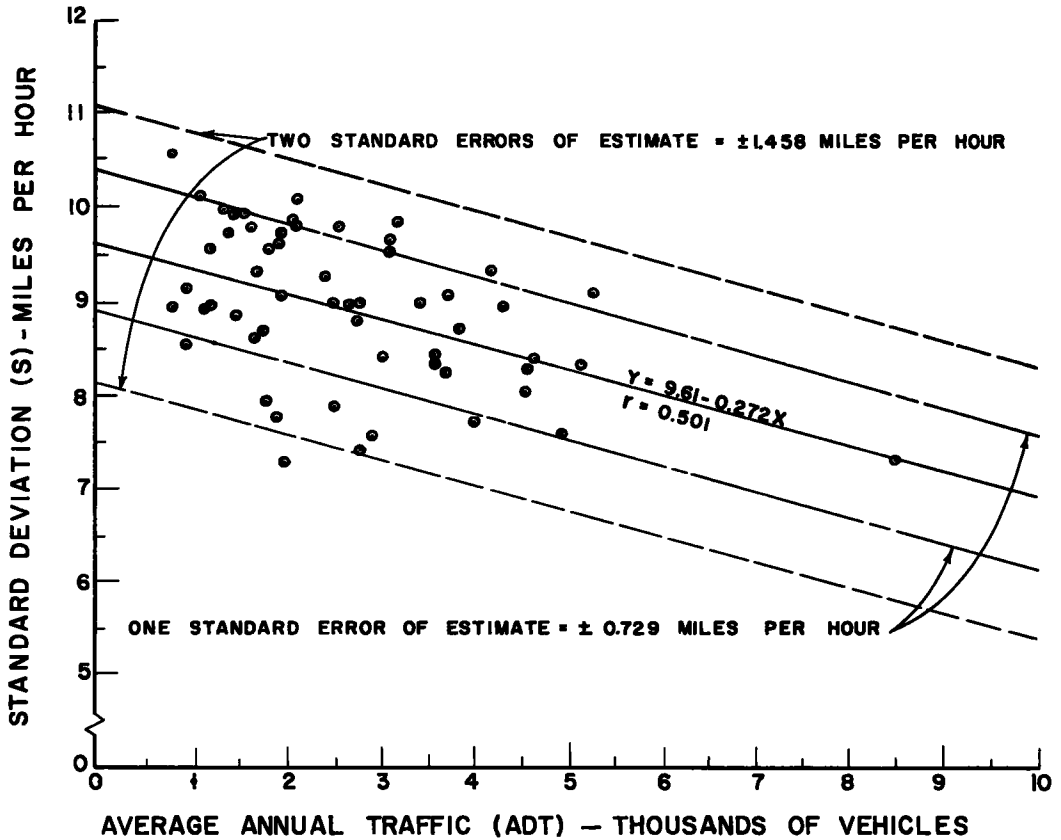 12
11
10
9
8
7
6
5
0
STANDARD DEVIATION (S)-MILES PER HOUR
TWO STANDARD ERRORS OF ESTIMATE = ±1.458 MILES PER HOUR
Y = 9.61-0.272X
r = 0.501
ONE STANDARD ERROR OF ESTIMATE = ± 0.729 MILES PER HOUR
0 1 2 3 4 5 6 7 8 9 10
AVERAGE ANNUAL TRAFFIC (ADT) — THOUSANDS OF VEHICLES